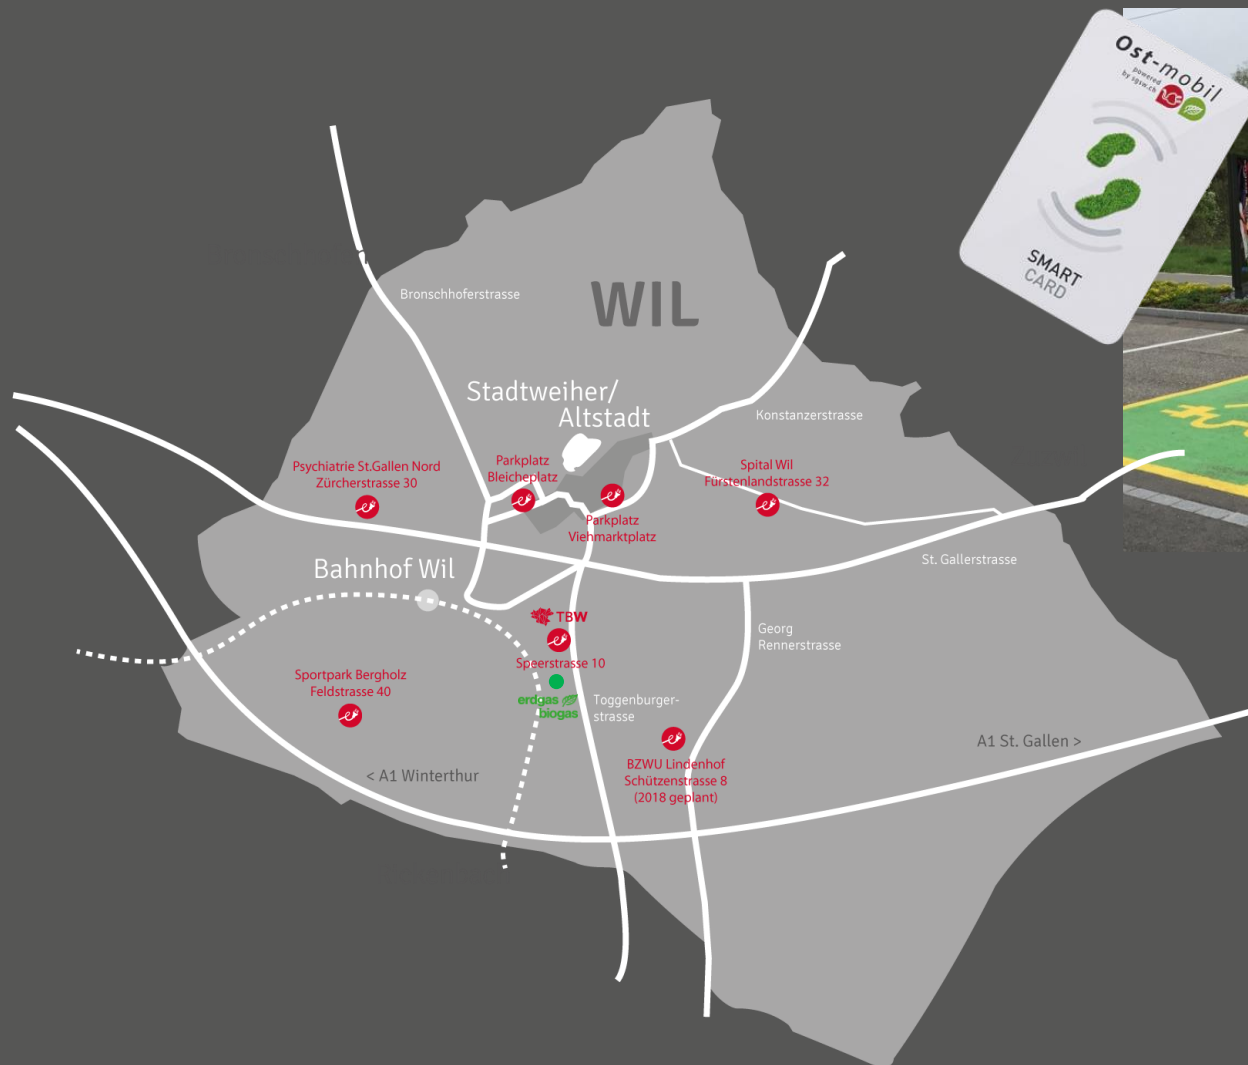 Ost-mobil
powered
by sgsw.ch
SMART
CARD
WIL
Bronschhoferstrasse
Stadtweiher/
Altstadt
Konstanzerstrasse
Psychiatrie St.Gallen Nord
Zürcherstrasse 30
Parkplatz
Bleicheplatz
Spital Wil
Fürstenlandstrasse 32
Parkplatz
Viehmarktplatz
St. Gallerstrasse
Bahnhof Wil
TBW
Speerstrasse 10
Georg
Rennerstrasse
Sportpark Bergholz
Feldstrasse 40
erdgas
biogas
Toggenburger-
strasse
A1 St. Gallen >
< A1 Winterthur
BZWU Lindenhof
Schützenstrasse 8
(2018 geplant)